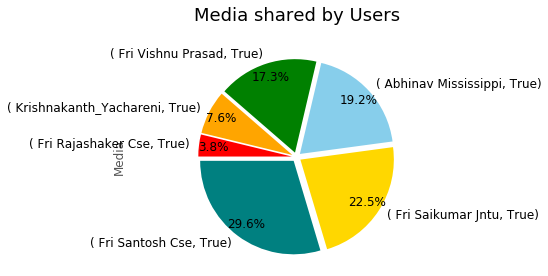 Media shared by Users
( Fri Vishnu Prasad, True)
17.3%
( Abhinav Mississippi, True)
19.2%
( Krishnakanth_Yachareni, True)
7.6%
( Fri Rajashaker Cse, True)
3.8%
Media
22.5%
( Fri Saikumar Jntu, True)
29.6%
( Fri Santosh Cse, True)